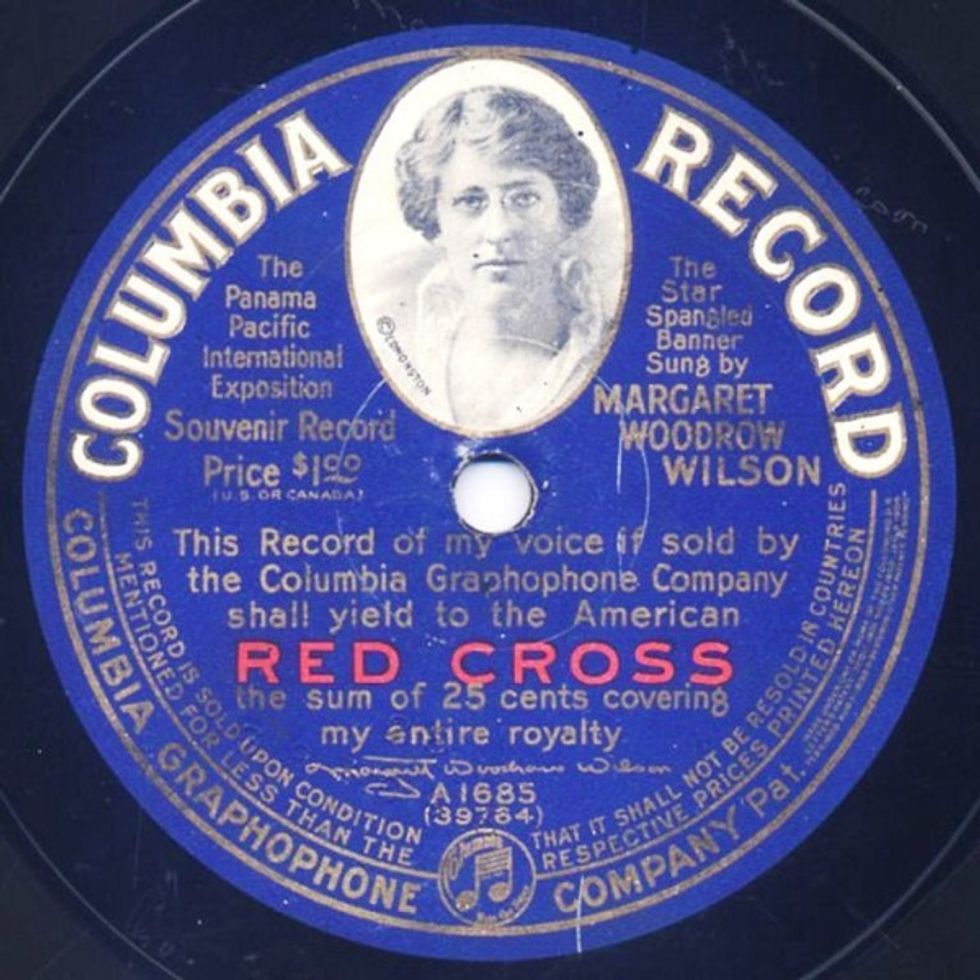 COLUMBIA RECORD
©EDMONSTON
The
Panama
Pacific
International
Exposition
Souvenir Record
Price $1.00
(U.S. OR CANADA)
The
Star
Spangled
Banner
Sung by
MARGARET
WOODROW
WILSON
This Record of my voice if sold by
the Columbia Graphophone Company
shall yield to the American
RED CROSS
the sum of 25 cents covering
my entire royalty
Margaret Woodrow Wilson
A1685
(39764)
THIS RECORD IS SOLD UPON CONDITION THAT IT SHALL NOT BE RESOLD IN COUNTRIES
MENTIONED FOR LESS THAN THE RESPECTIVE PRICES PRINTED HEREON
COLUMBIA GRAPHOPHONE COMPANY Pat.